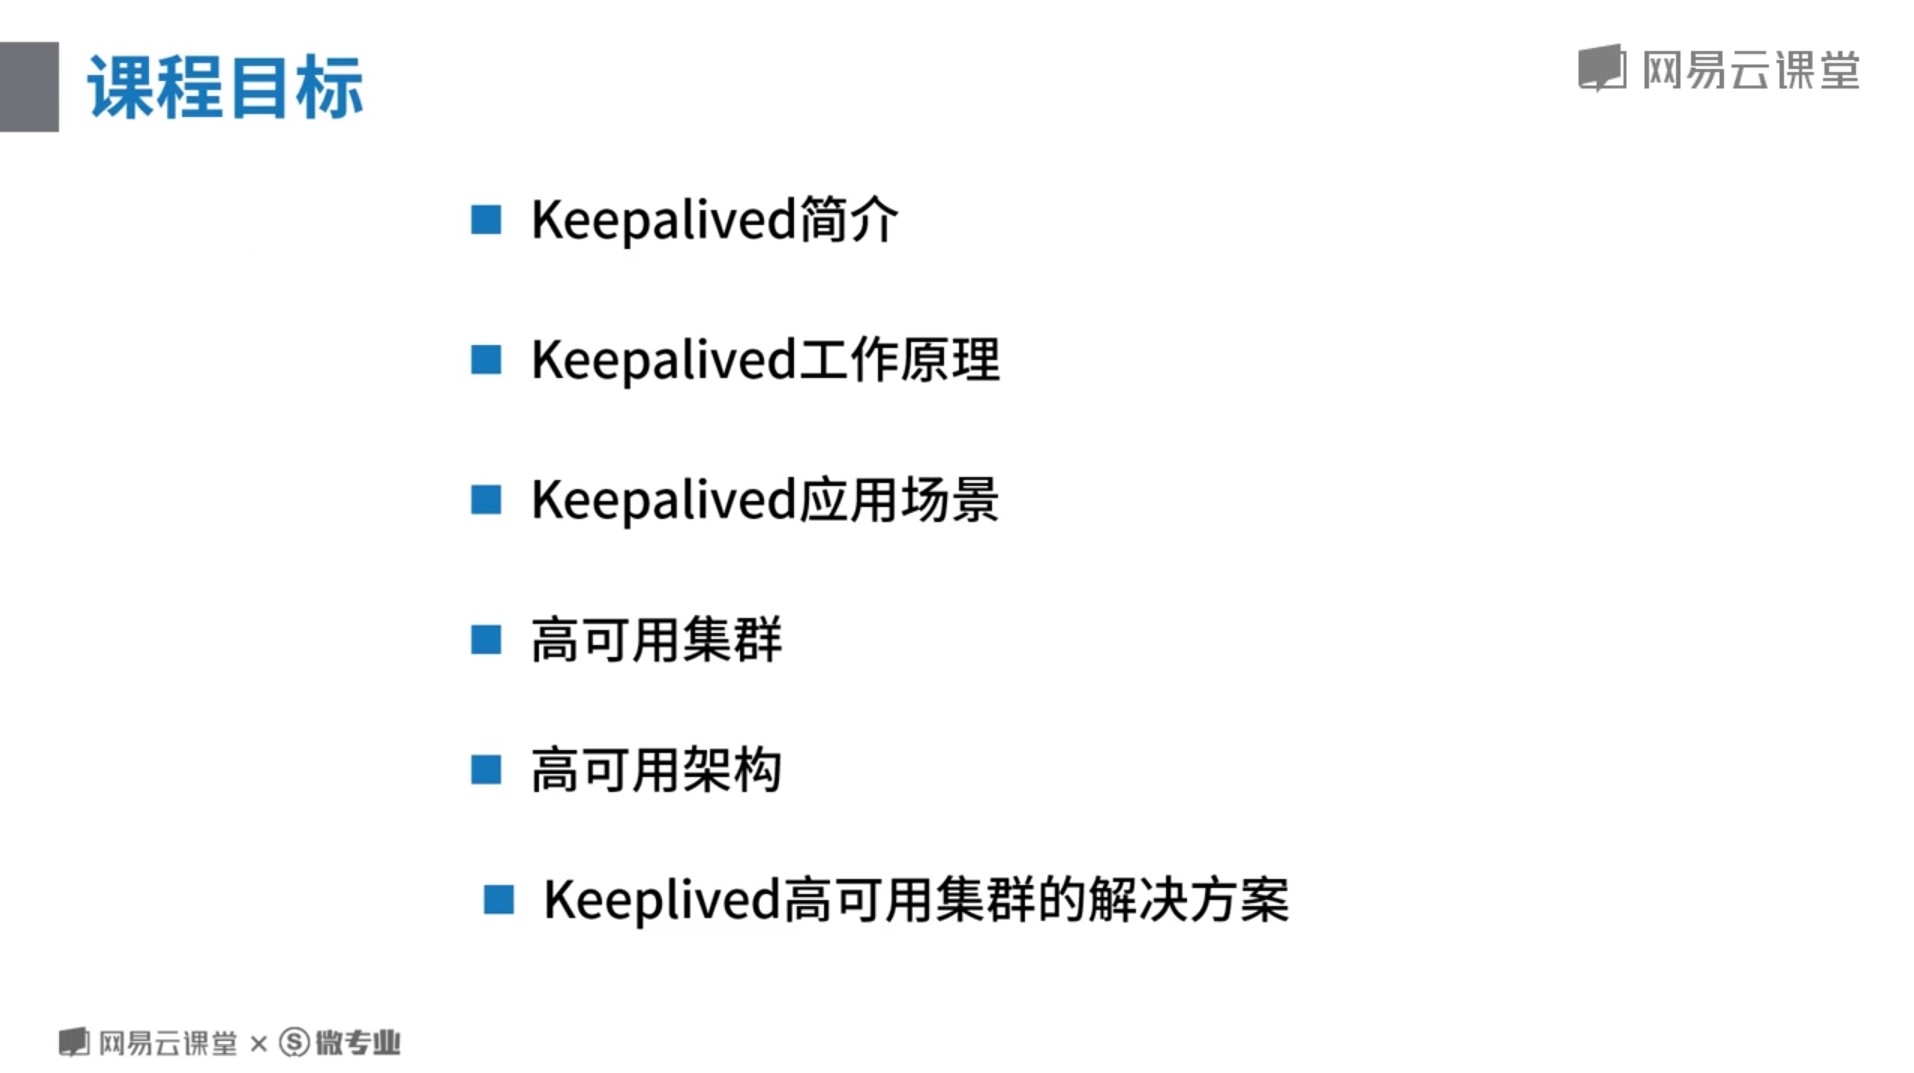 课程目标
网易云课堂
Keepalived简介
Keepalived工作原理
Keepalived应用场景
高可用集群
高可用架构
Keeplived高可用集群的解决方案
网易云课堂 × S 微专业